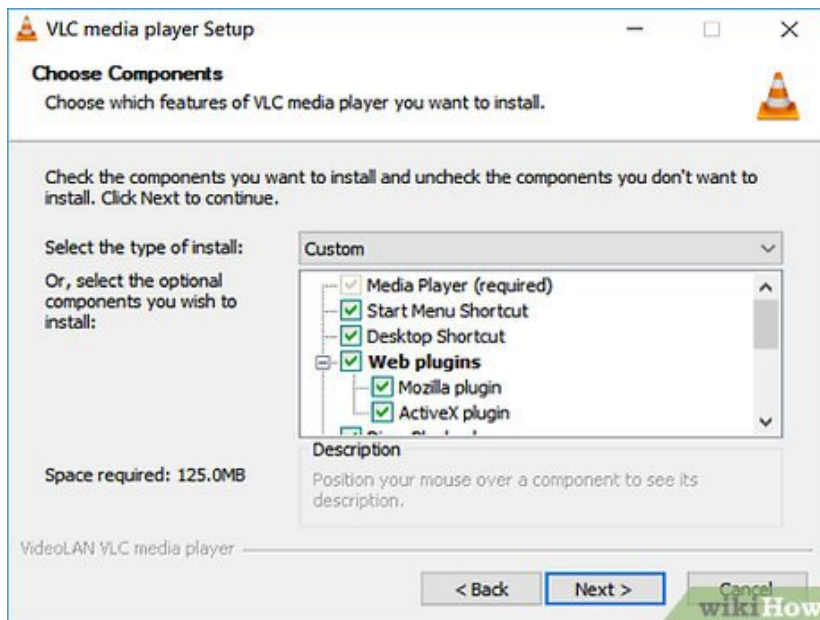 VLC media player Setup
Choose Components
Choose which features of VLC media player you want to install.
Check the components you want to install and uncheck the components you don't want to
install. Click Next to continue.
Select the type of install:
Custom
Or, select the optional
components you wish to
install:
Media Player (required)
Start Menu Shortcut
Desktop Shortcut
Web plugins
Mozilla plugin
ActiveX plugin
Space required: 125.0MB
Description
Position your mouse over a component to see its
description.
VideoLAN VLC media player
< Back
Next >
Cancel
wikiHow